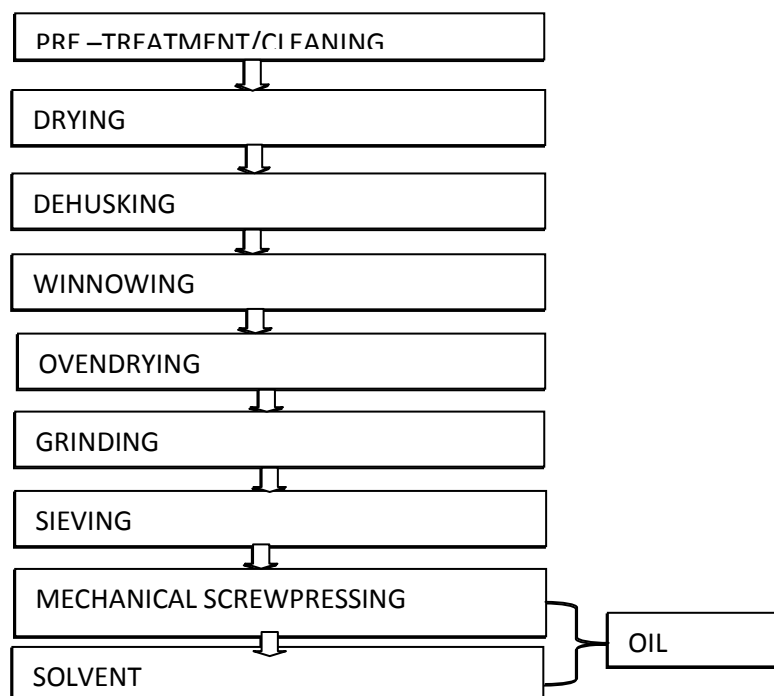 PRE –TREATMENT/CLEANING
DRYING
DEHUSKING
WINNOWING
OVENDRYING
GRINDING
SIEVING
MECHANICAL SCREWPRESSING
OIL
SOLVENT